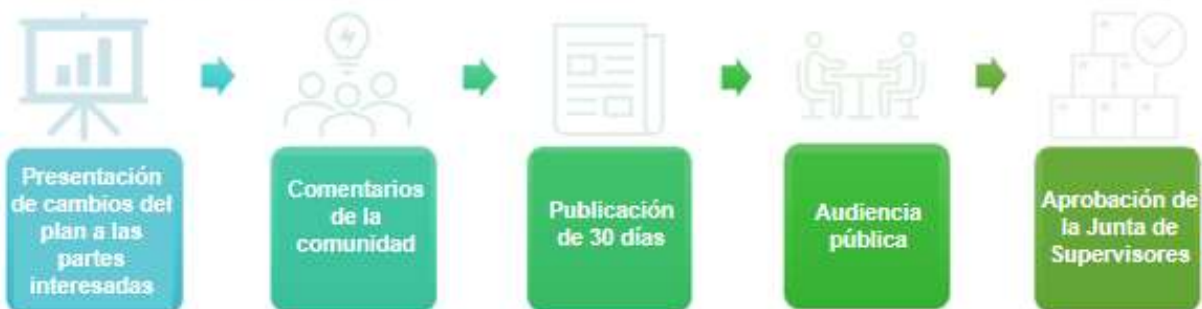 Presentación
de cambios del
plan a las
partes
interesadas
Comentarios
de la
comunidad
Publicación
de 30 días
Audiencia
pública
Aprobación de
la Junta de
Supervisores